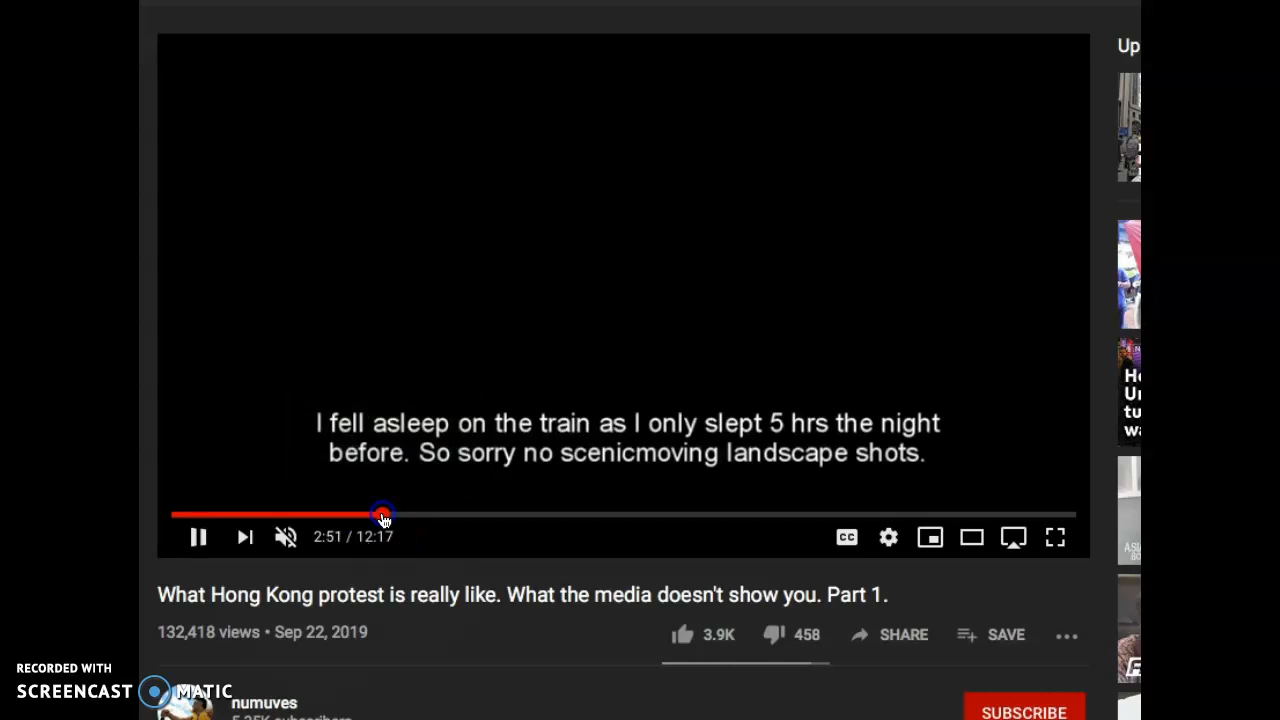 Up
I fell asleep on the train as I only slept 5 hrs the night
before. So sorry no scenicmoving landscape shots.
2:51 / 12:17
CC
What Hong Kong protest is really like. What the media doesn't show you. Part 1.
132,418 views • Sep 22, 2019
3.9K
458
SHARE
SAVE
RECORDED WITH
SCREENCAST MATIC
numuves
SUBSCRIBE